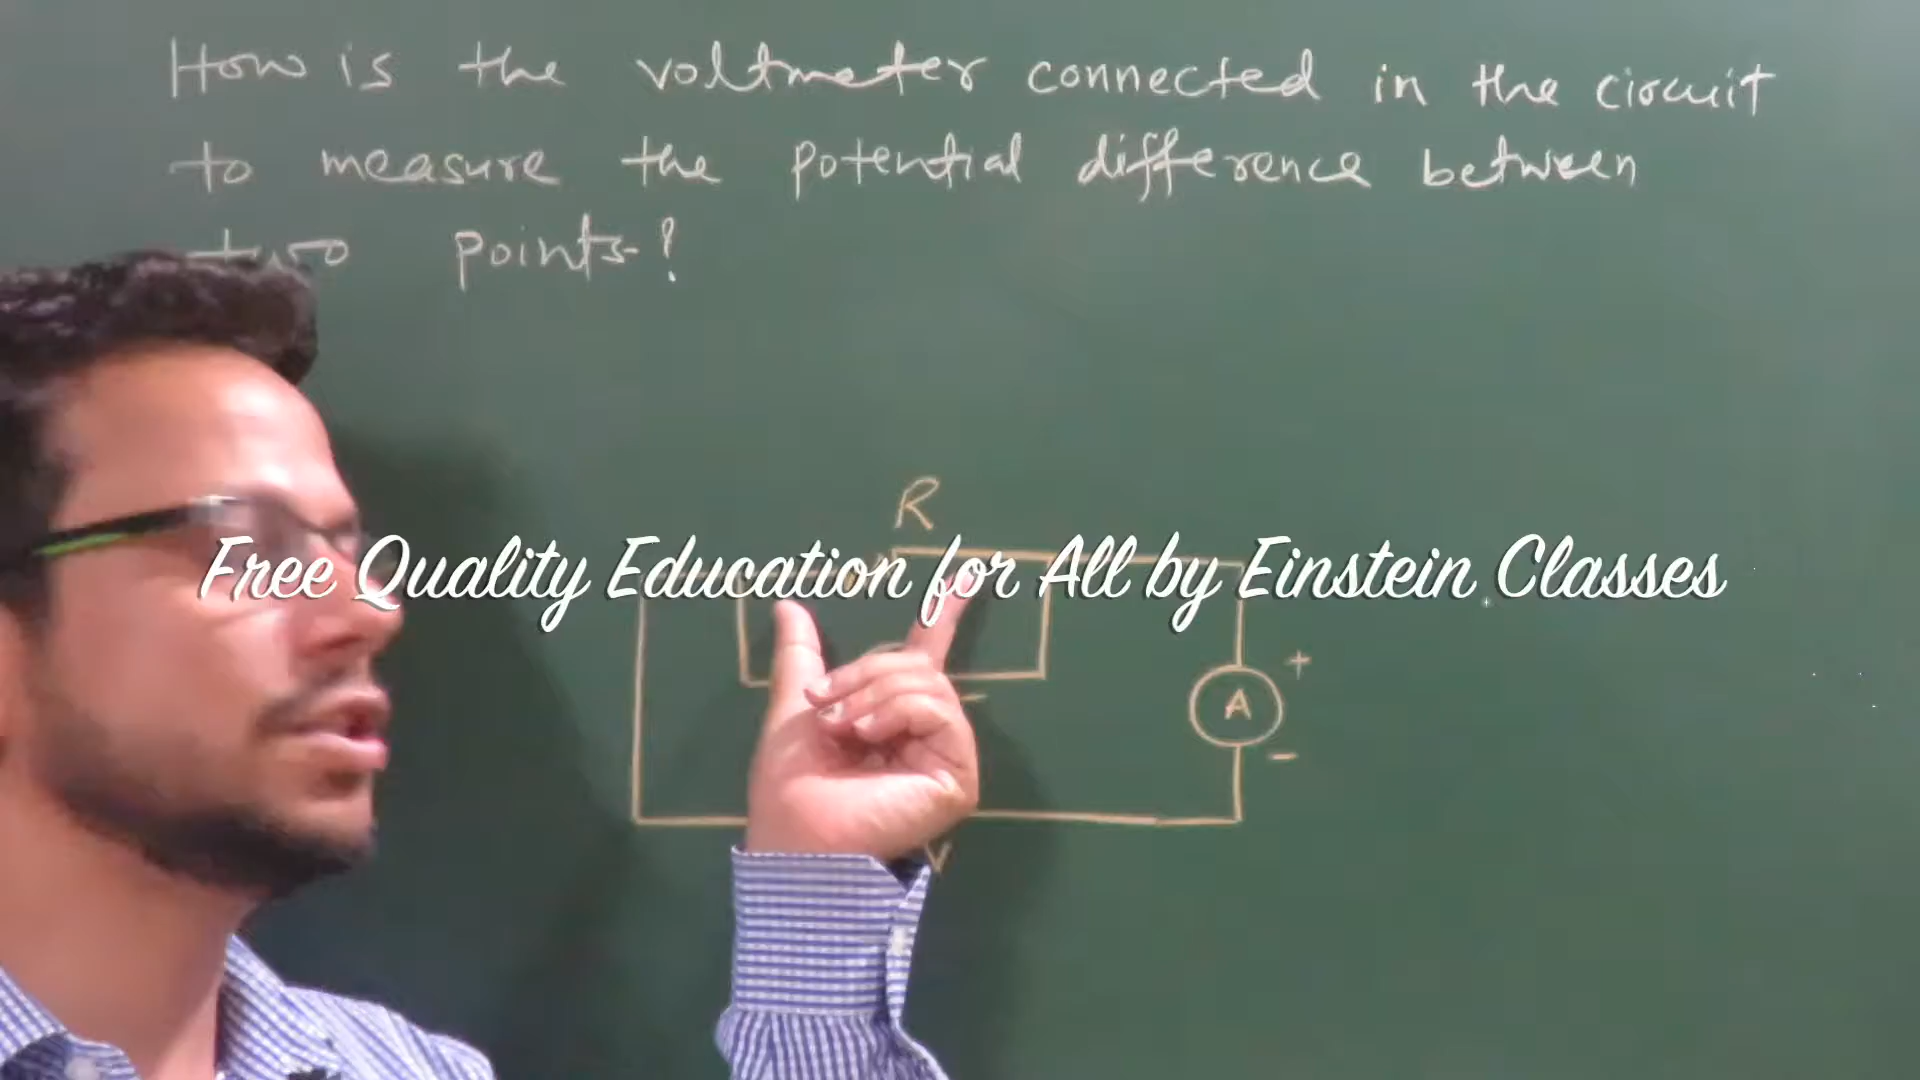 How is the voltmeter connected in the circuit
to measure the potential difference between
two points?
R
Free Quality Education for All by Einstein Classes
+
A
-
-
V